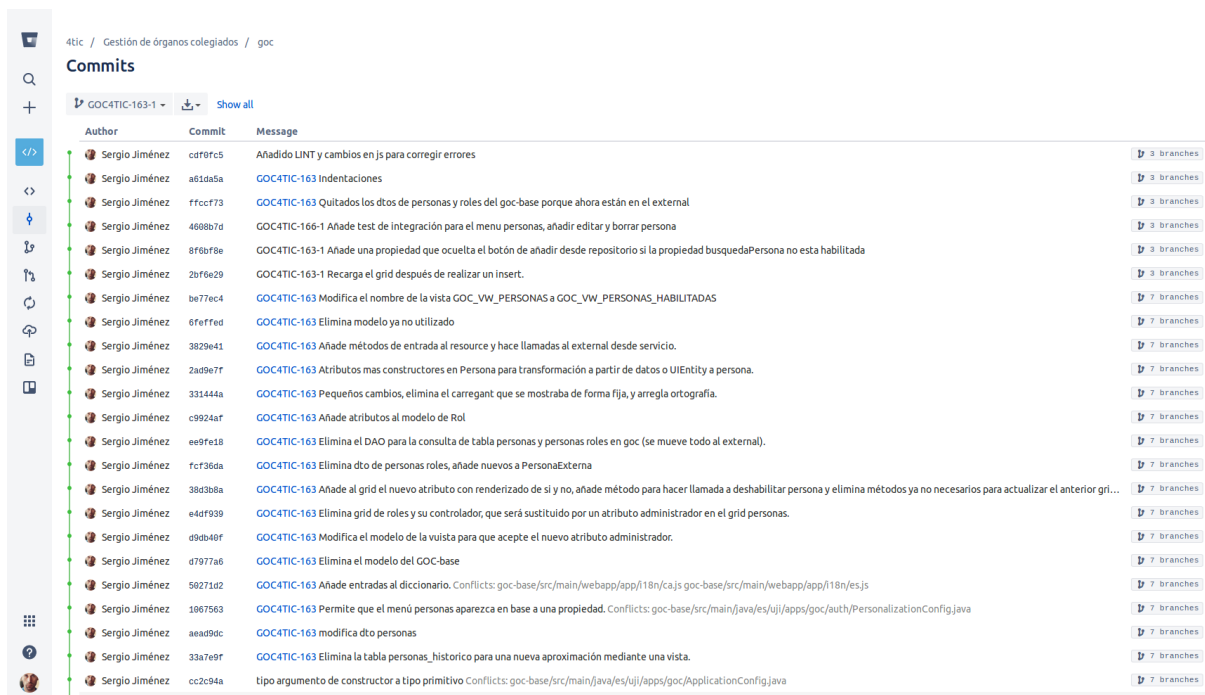 4tic / Gestión de órganos colegiados / goc
Commits
GOC4TIC-163-1 Show all
Author Commit Message
Sergio Jiménez cdf0fc5 Añadido LINT y cambios en js para corregir errores 3 branches
Sergio Jiménez a61da5a GOC4TIC-163 Indentaciones 3 branches
Sergio Jiménez ffccf73 GOC4TIC-163 Quitados los dtos de personas y roles del goc-base porque ahora están en el external 3 branches
Sergio Jiménez 4608b7d GOC4TIC-166-1 Añade test de integración para el menu personas, añadir editar y borrar persona 3 branches
Sergio Jiménez 8f6bf8e GOC4TIC-163-1 Añade una propiedad que ocuelta el botón de añadir desde repositorio si la propiedad busquedaPersona no esta habilitada 3 branches
Sergio Jiménez 2bf6e29 GOC4TIC-163-1 Recarga el grid después de realizar un insert. 3 branches
Sergio Jiménez be77ec4 GOC4TIC-163 Modifica el nombre de la vista GOC_VW_PERSONAS a GOC_VW_PERSONAS_HABILITADAS 7 branches
Sergio Jiménez 6feffed GOC4TIC-163 Elimina modelo ya no utilizado 7 branches
Sergio Jiménez 3829e41 GOC4TIC-163 Añade métodos de entrada al resource y hace llamadas al external desde servicio. 7 branches
Sergio Jiménez 2ad9e7f GOC4TIC-163 Atributos mas constructores en Persona para transformación a partir de datos o UIEntity a persona. 7 branches
Sergio Jiménez 331444a GOC4TIC-163 Pequeños cambios, elimina el carregant que se mostraba de forma fija, y arregla ortografía. 7 branches
Sergio Jiménez c9924af GOC4TIC-163 Añade atributos al modelo de Rol 7 branches
Sergio Jiménez ee9fe18 GOC4TIC-163 Elimina el DAO para la consulta de tabla personas y personas roles en goc (se mueve todo al external). 7 branches
Sergio Jiménez fcf36da GOC4TIC-163 Elimina dto de personas roles, añade nuevos a PersonaExterna 7 branches
Sergio Jiménez 38d3b8a GOC4TIC-163 Añade al grid el nuevo atributo con renderizado de si y no, añade método para hacer llamada a deshabilitar persona y elimina métodos ya no necesarios para actualizar el anterior gri... 7 branches
Sergio Jiménez e4df939 GOC4TIC-163 Elimina grid de roles y su controlador, que será sustituido por un atributo administrador en el grid personas. 7 branches
Sergio Jiménez d9db40f GOC4TIC-163 Modifica el modelo de la vuista para que acepte el nuevo atributo administrador. 7 branches
Sergio Jiménez d7977a6 GOC4TIC-163 Elimina el modelo del GOC-base 7 branches
Sergio Jiménez 50271d2 GOC4TIC-163 Añade entradas al diccionario. Conflicts: goc-base/src/main/webapp/app/i18n/ca.js goc-base/src/main/webapp/app/i18n/es.js 7 branches
Sergio Jiménez 1067563 GOC4TIC-163 Permite que el menú personas aparezca en base a una propiedad. Conflicts: goc-base/src/main/java/es/uji/apps/goc/auth/PersonalizationConfig.java 7 branches
Sergio Jiménez aead9dc GOC4TIC-163 modifica dto personas 7 branches
Sergio Jiménez 33a7e9f GOC4TIC-163 Elimina la tabla personas_historico para una nueva aproximación mediante una vista. 7 branches
Sergio Jiménez cc2c94a tipo argumento de constructor a tipo primitivo Conflicts: goc-base/src/main/java/es/uji/apps/goc/ApplicationConfig.java 7 branches